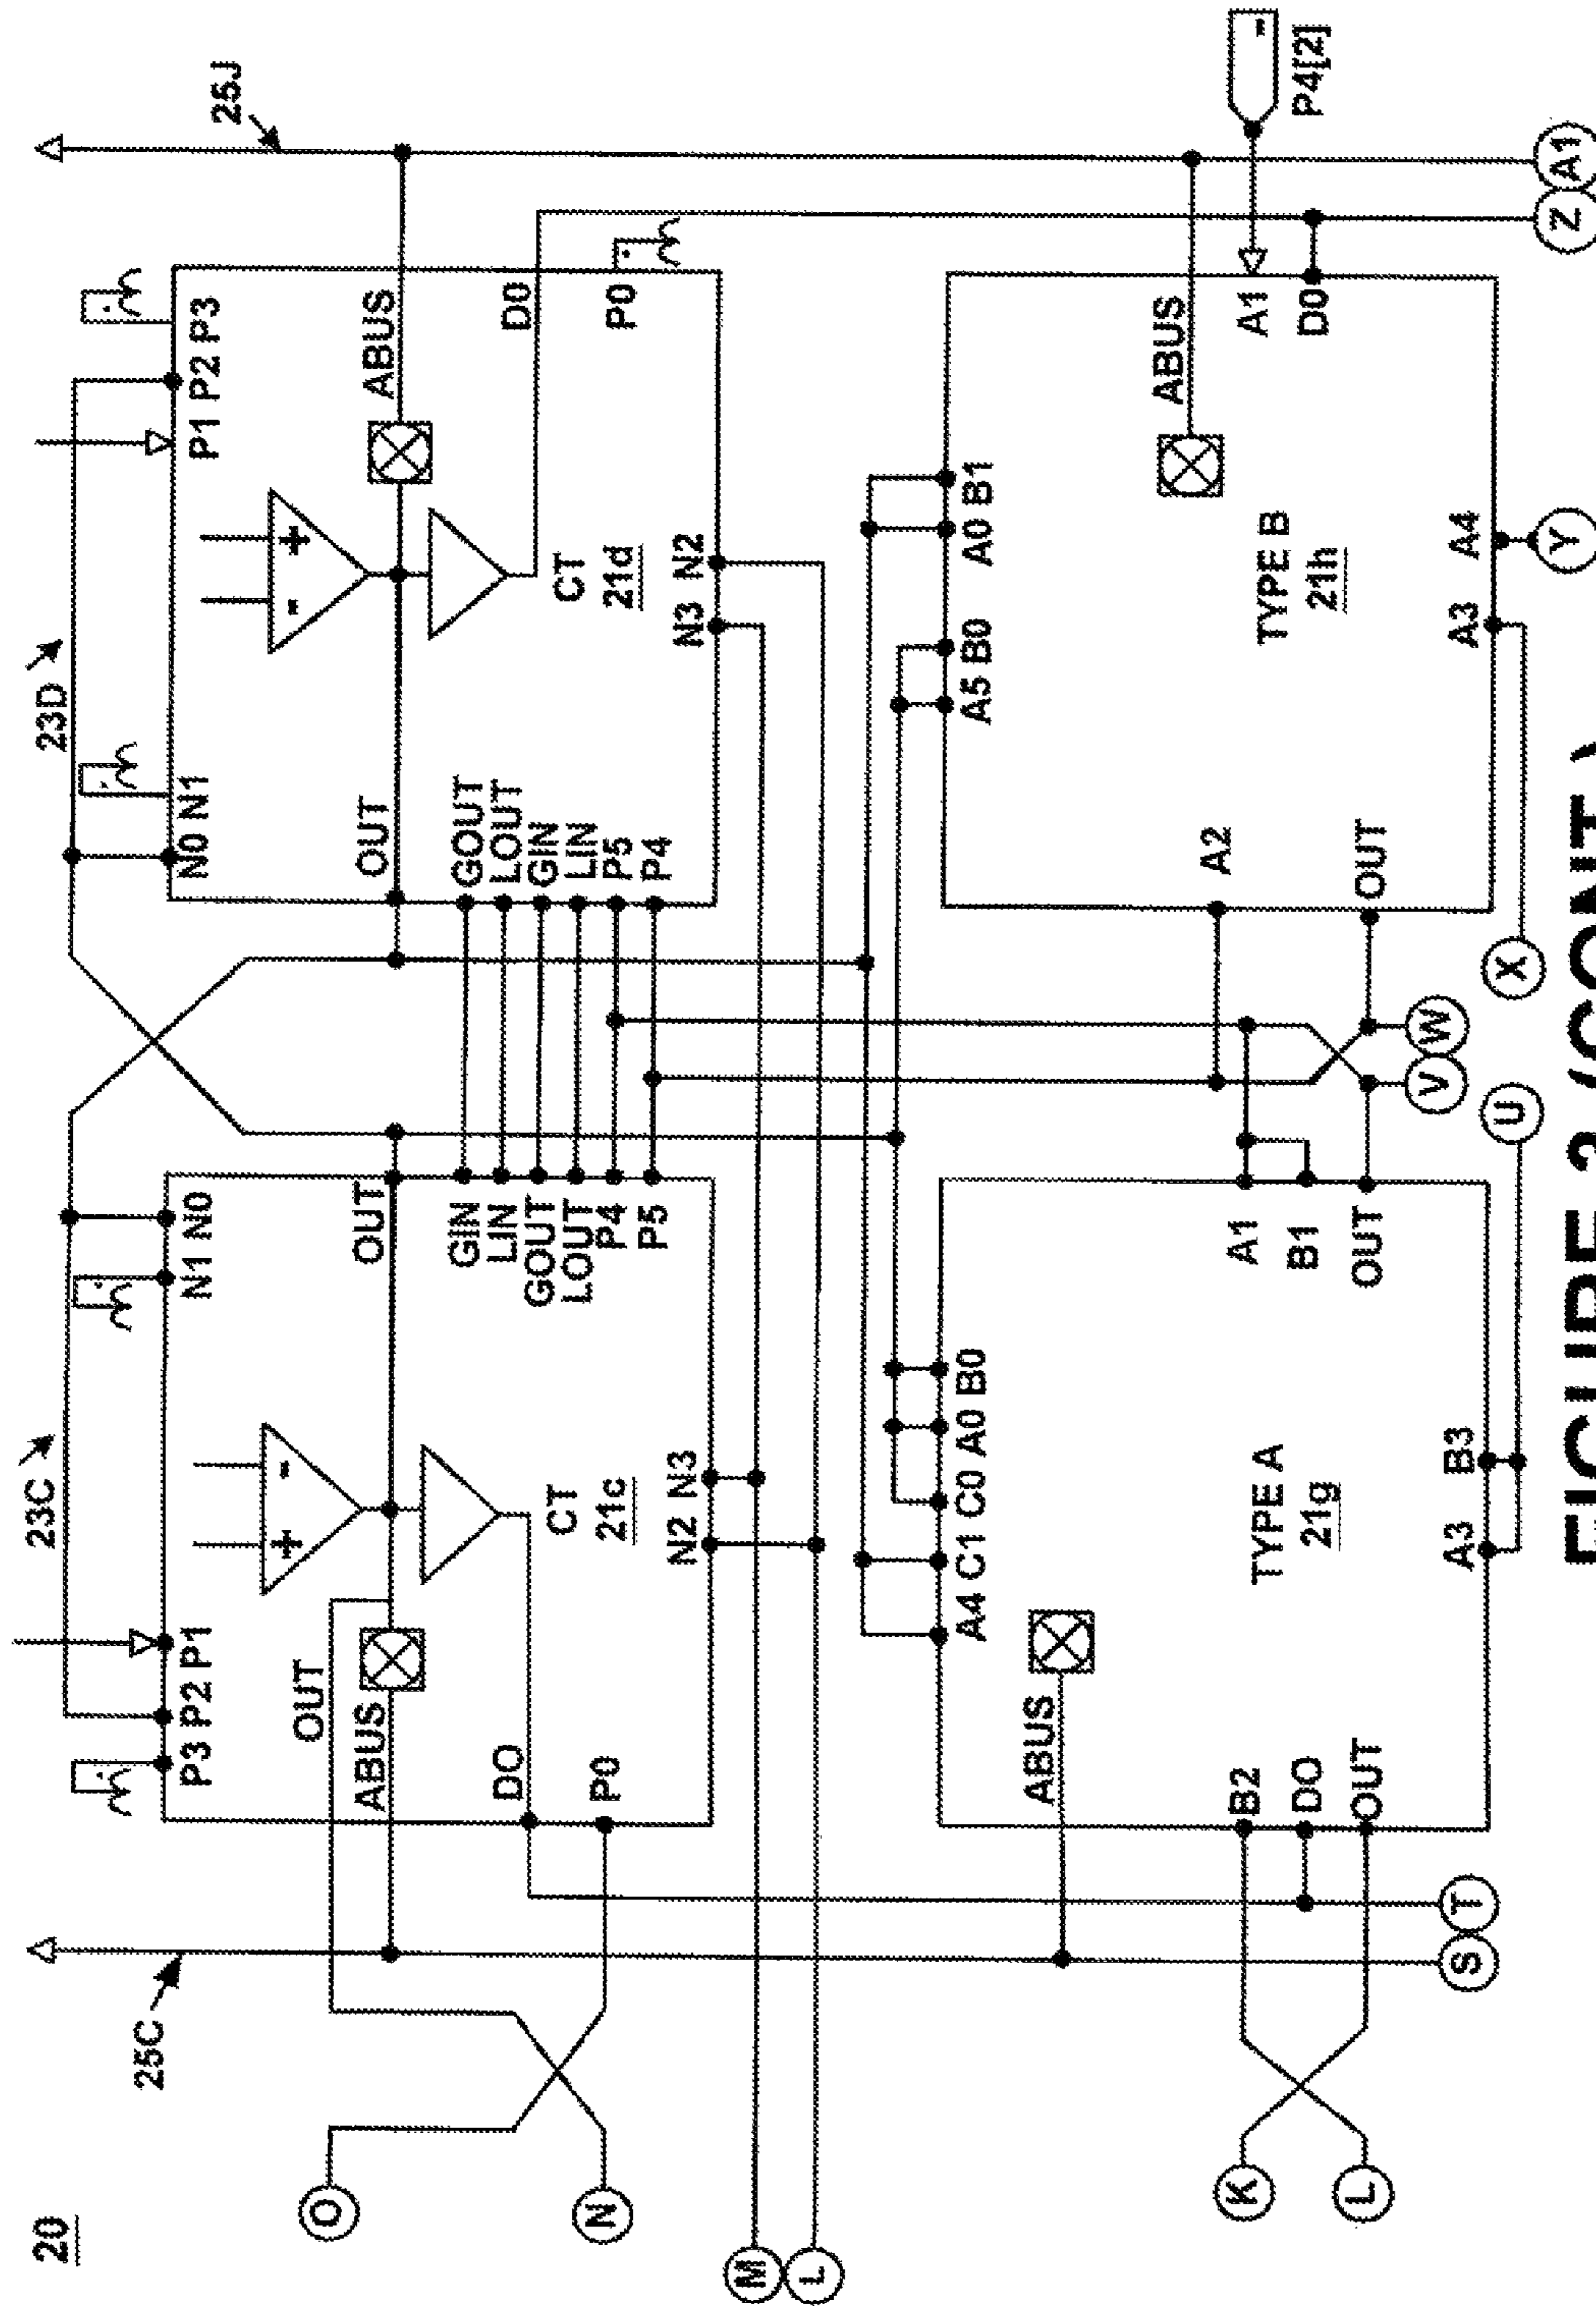 20
25C
23C
23D
25J
P3 P2 P1
N1 N0
N0 N1
P1 P2 P3
+
-
-
+
OUT
ABUS
OUT
OUT
ABUS
DO
P0
GIN
LIN
GOUT
LOUT
P4
P5
GOUT
LOUT
GIN
LIN
P5
P4
D0
P0
CT
21c
CT
21d
N2 N3
N3 N2
O
N
M
L
A4 C1 C0 A0 B0
A5 B0
A0 B1
ABUS
ABUS
B2
DO
OUT
TYPE A
21g
A1
B1
OUT
A2
OUT
TYPE B
21h
A1
D0
P4[2]
-
A3
B3
A3
A4
K
L
S
T
U
V
W
X
Y
Z
A1